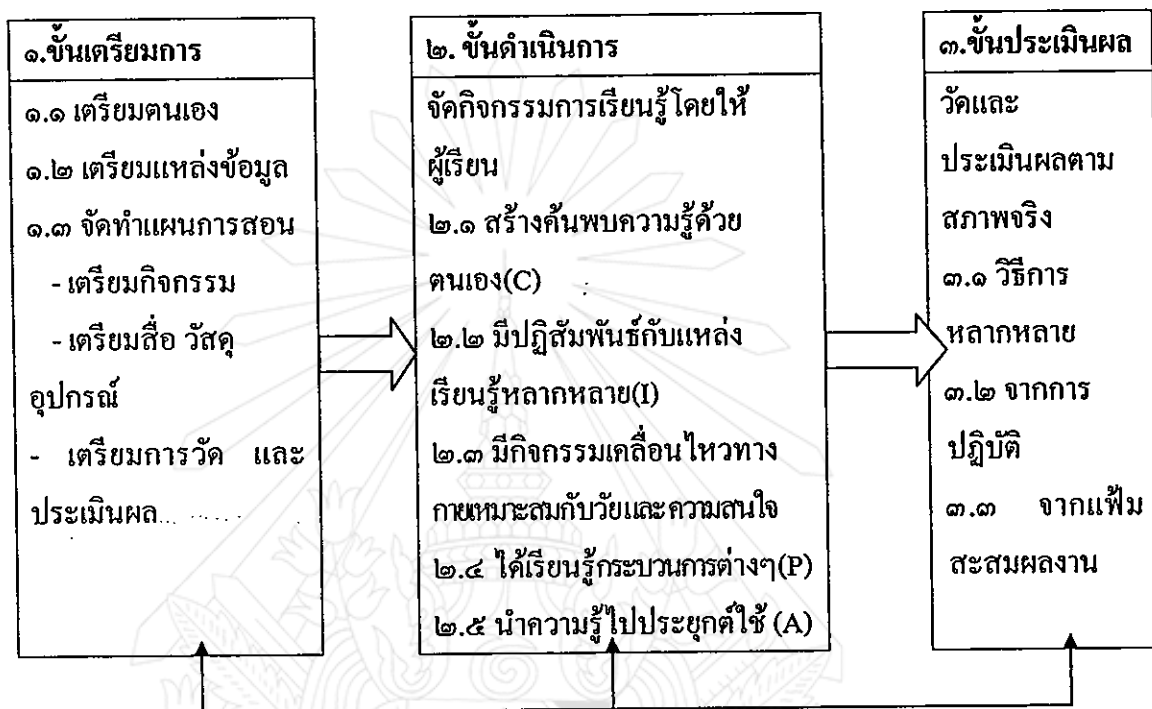 ๑.ขั้นเตรียมการ
๑.๑ เตรียมตนเอง
๑.๒ เตรียมแหล่งข้อมูล
๑.๓ จัดทำแผนการสอน
- เตรียมกิจกรรม
- เตรียมสื่อ วัสดุ
อุปกรณ์
- เตรียมการวัด และ
ประเมินผล
๒. ขั้นดำเนินการ
จัดกิจกรรมการเรียนรู้โดยให้
ผู้เรียน
๒.๑ สร้างค้นพบความรู้ด้วย
ตนเอง(C)
๒.๒ มีปฏิสัมพันธ์กับแหล่ง
เรียนรู้หลากหลาย(I)
๒.๓ มีกิจกรรมเคลื่อนไหวทาง
กายเหมาะสมกับวัยและความสนใจ
๒.๔ ได้เรียนรู้กระบวนการต่างๆ(P)
๒.๕ นำความรู้ไปประยุกต์ใช้ (A)
๓.ขั้นประเมินผล
วัดและ
ประเมินผลตาม
สภาพจริง
๓.๑ วิธีการ
หลากหลาย
๓.๒ จากการ
ปฏิบัติ
๓.๓ จากแฟ้ม
สะสมผลงาน